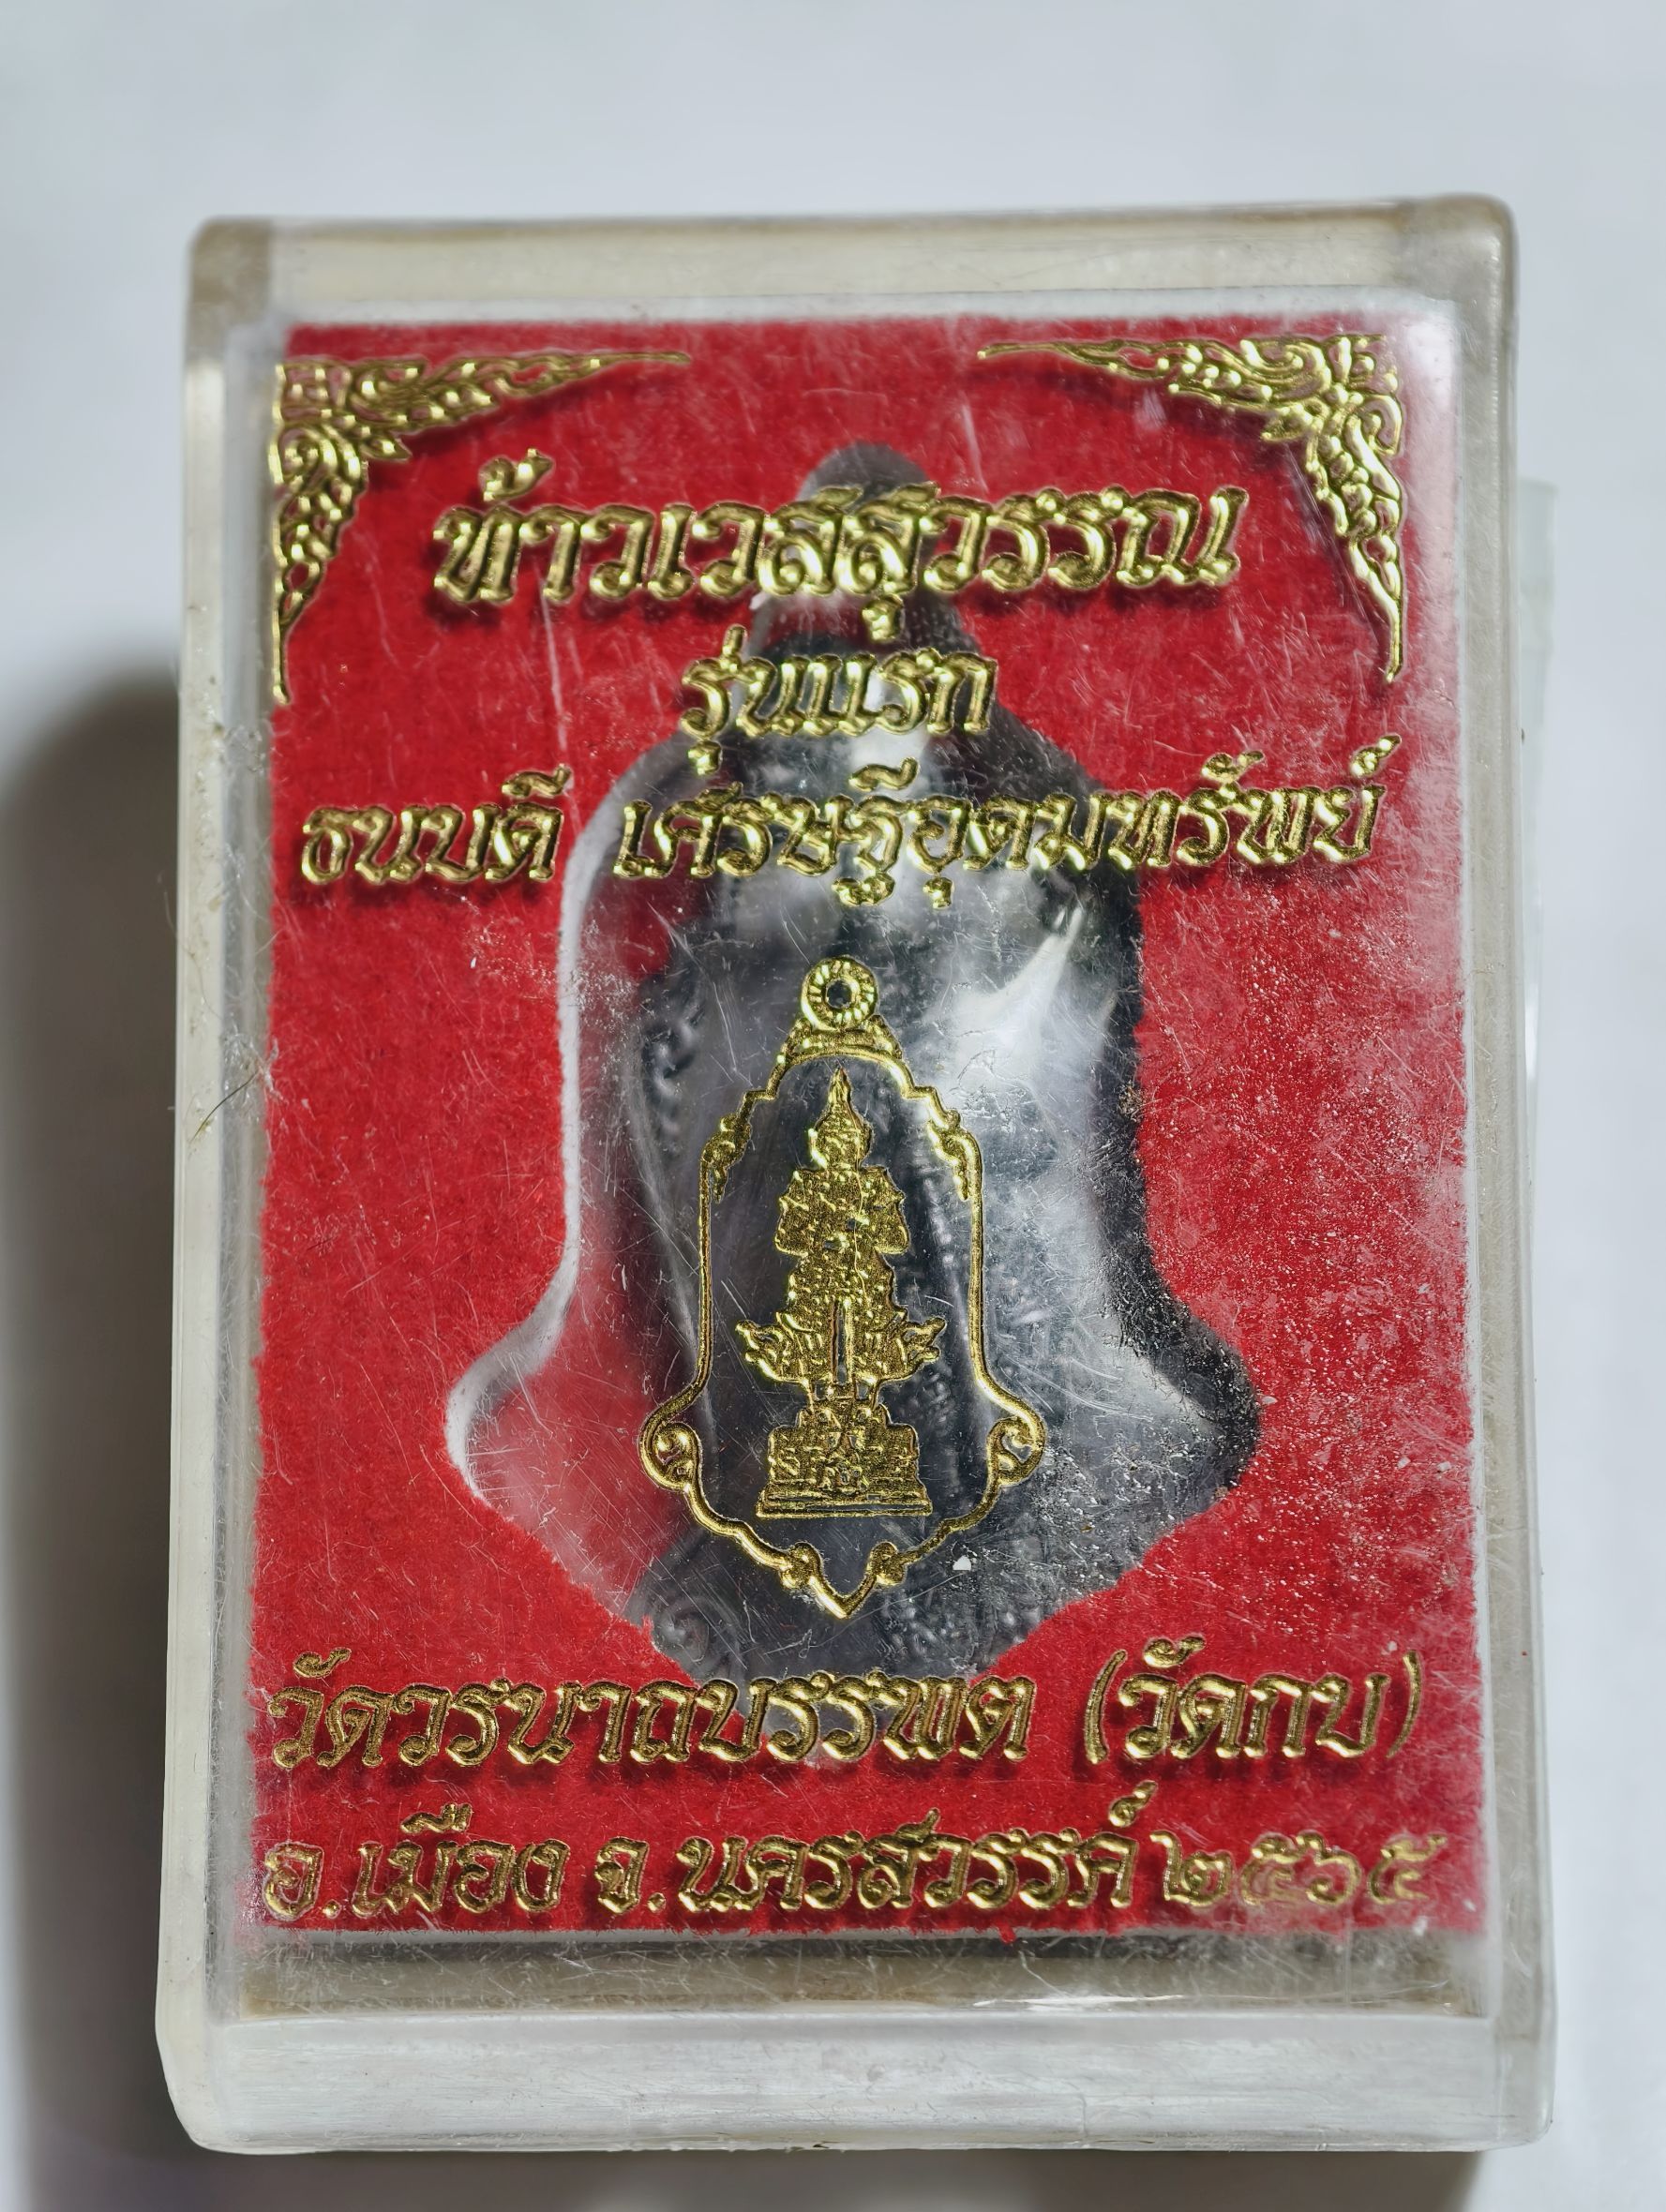 ท้าวเวสสุวรรณ
รุ่นแรก
ธนบดี เศรษฐีอุดมทรัพย์
วัดวรนาถบรรพต (วัดกบ)
อ.เมือง จ.นครสวรรค์ ๒๕๖๕